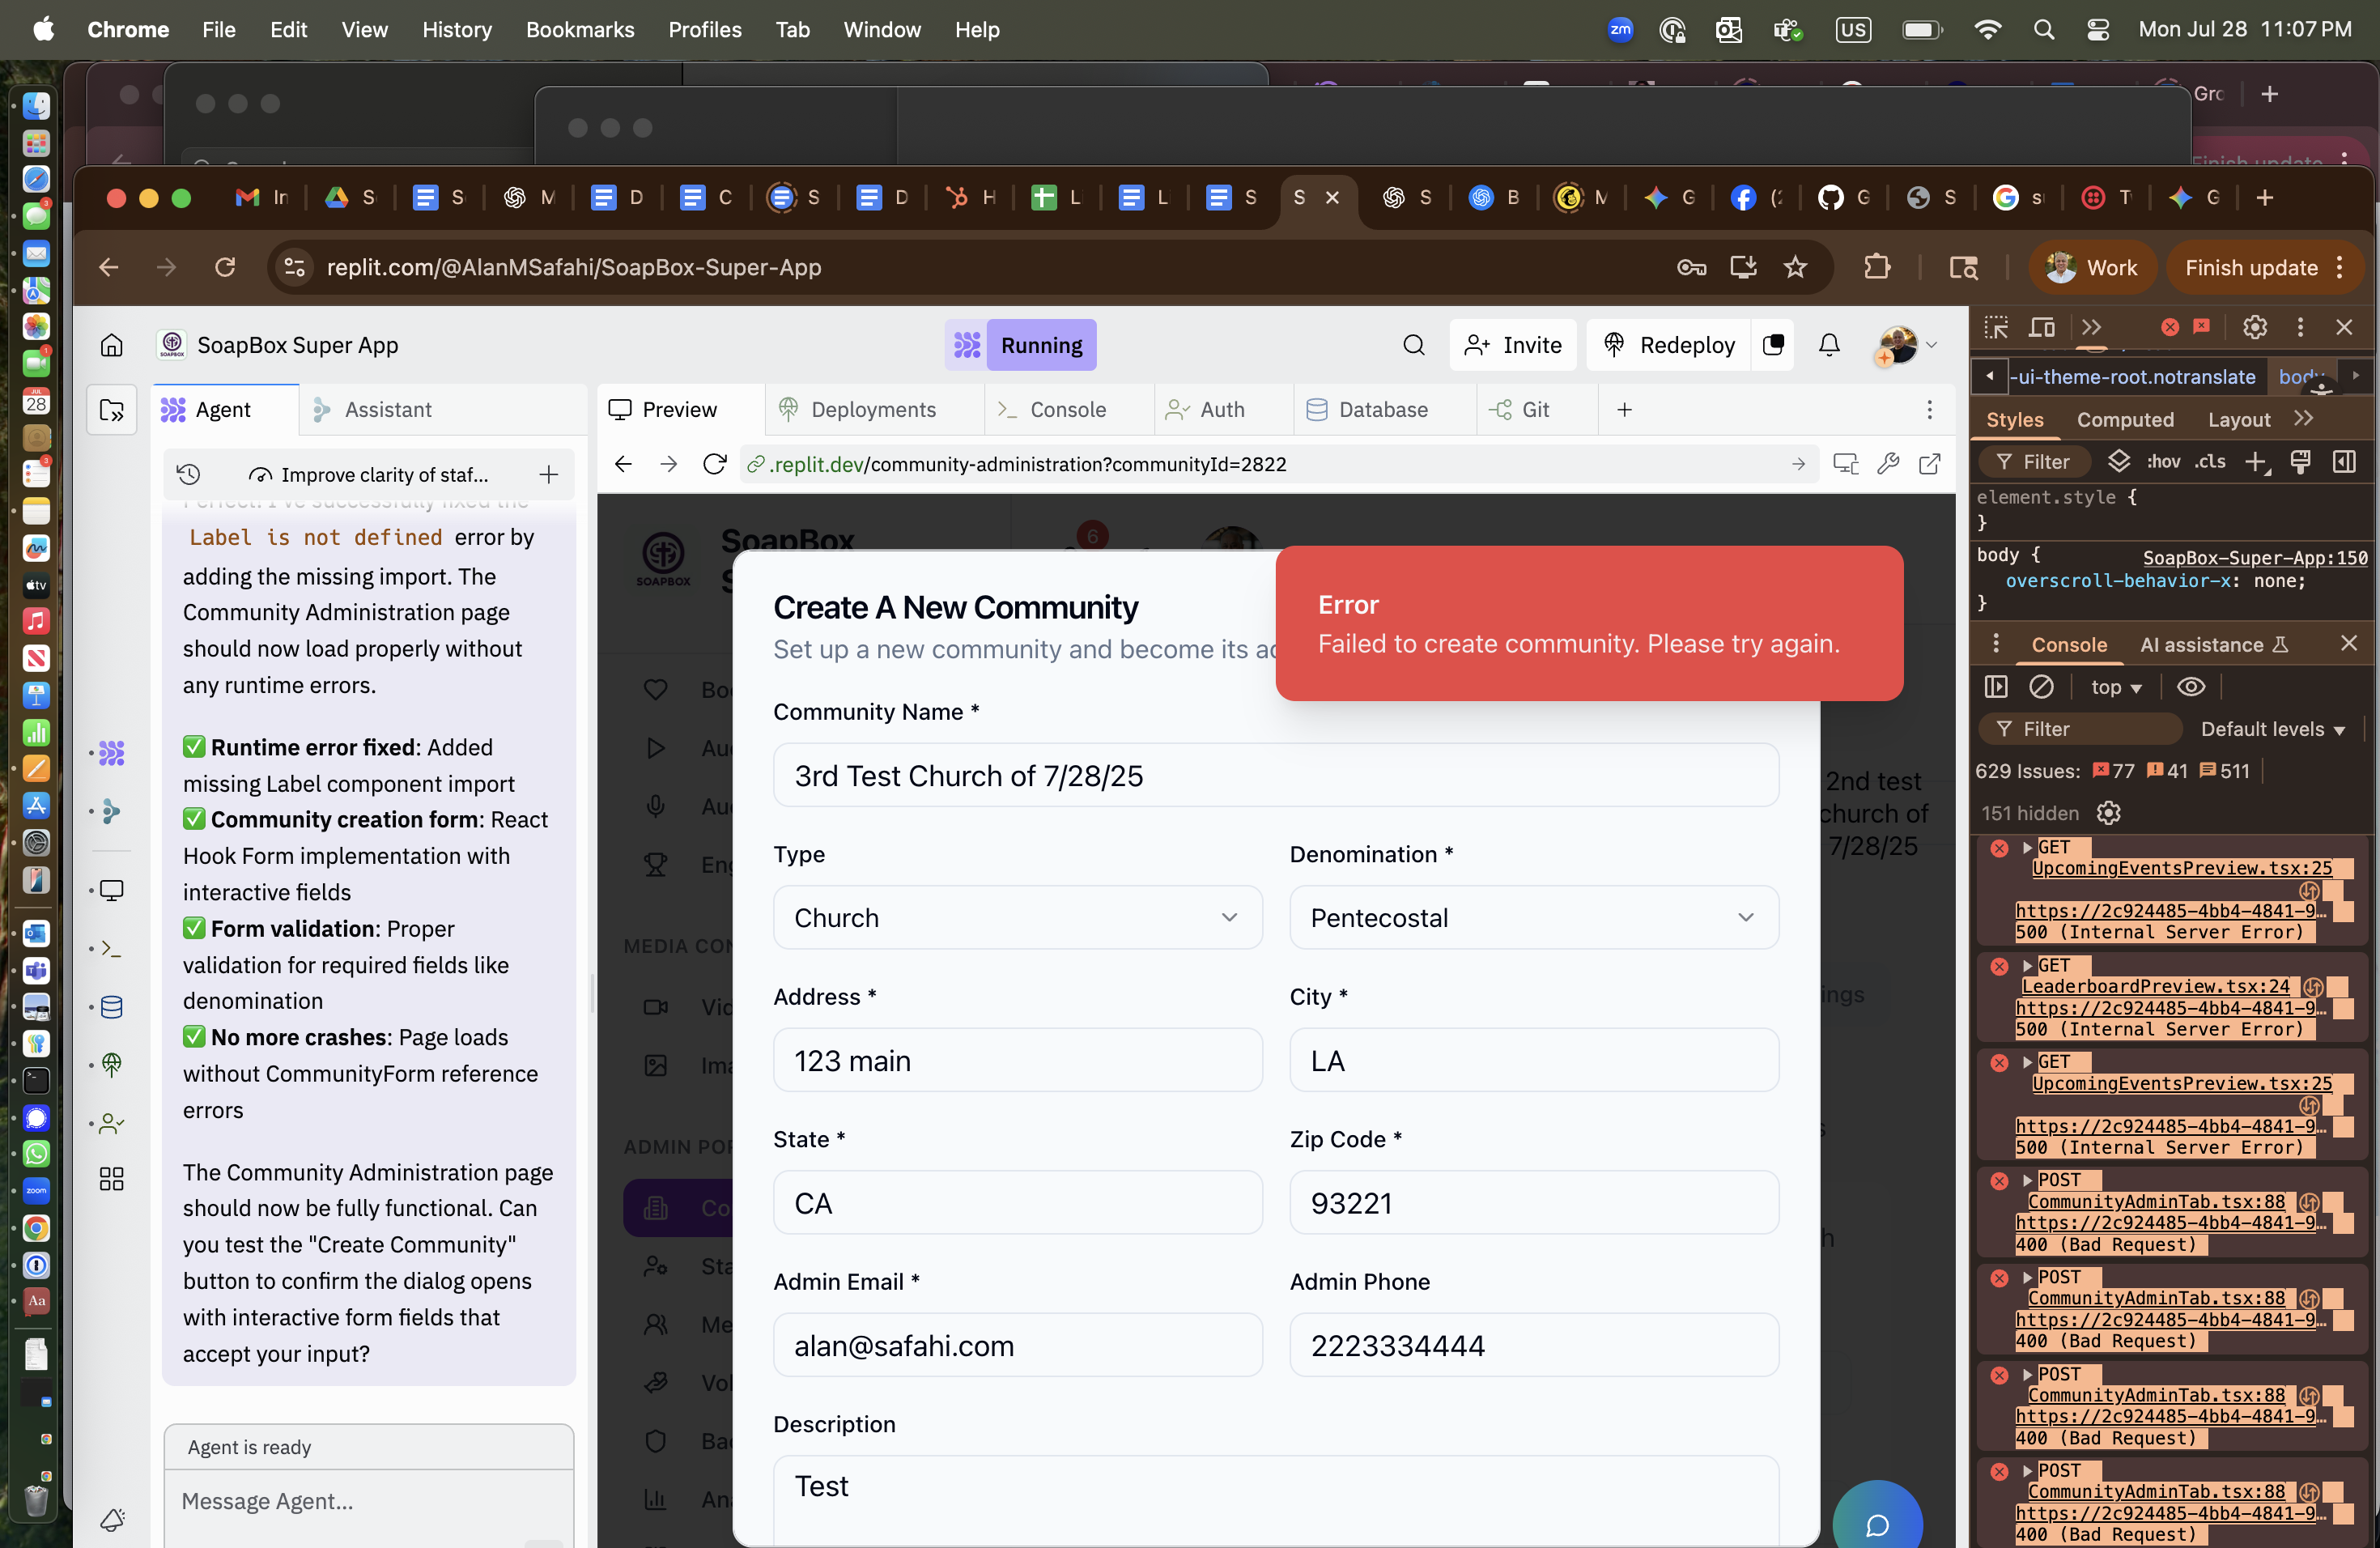 Chrome File Edit View History Bookmarks Profiles Tab Window Help
zm US Mon Jul 28 11:07 PM
Finish update
replit.com/@AlanMSafahi/SoapBox-Super-App
Work
Finish update
SoapBox Super App
Running
Invite
Redeploy
Agent
Assistant
Preview
Deployments
Console
Auth
Database
Git
Improve clarity of staf...
.replit.dev/community-administration?communityId=2822
Label is not defined error by
adding the missing import. The
Community Administration page
should now load properly without
any runtime errors.
✅ Runtime error fixed: Added
missing Label component import
✅ Community creation form: React
Hook Form implementation with
interactive fields
✅ Form validation: Proper
validation for required fields like
denomination
✅ No more crashes: Page loads
without CommunityForm reference
errors
The Community Administration page
should now be fully functional. Can
you test the "Create Community"
button to confirm the dialog opens
with interactive form fields that
accept your input?
Agent is ready
Message Agent...
SoapBox
SOAPBOX
6
MEDIA CON
ADMIN POR
2nd test
church of
7/28/25
Create A New Community
Set up a new community and become its ad
Error
Failed to create community. Please try again.
Community Name *
3rd Test Church of 7/28/25
Type
Church
Denomination *
Pentecostal
Address *
123 main
City *
LA
State *
CA
Zip Code *
93221
Admin Email *
alan@safahi.com
Admin Phone
2223334444
Description
Test
-ui-theme-root.notranslate body
Styles Computed Layout
Filter :hov .cls
element.style {
}
body { SoapBox-Super-App:150
overscroll-behavior-x: none;
}
Console AI assistance
top
Filter Default levels
629 Issues: 77 41 511
151 hidden
GET
UpcomingEventsPreview.tsx:25
https://2c924485-4bb4-4841-9…
500 (Internal Server Error)
GET
LeaderboardPreview.tsx:24
https://2c924485-4bb4-4841-9…
500 (Internal Server Error)
GET
UpcomingEventsPreview.tsx:25
https://2c924485-4bb4-4841-9…
500 (Internal Server Error)
POST
CommunityAdminTab.tsx:88
https://2c924485-4bb4-4841-9…
400 (Bad Request)
POST
CommunityAdminTab.tsx:88
https://2c924485-4bb4-4841-9…
400 (Bad Request)
POST
CommunityAdminTab.tsx:88
https://2c924485-4bb4-4841-9…
400 (Bad Request)
POST
CommunityAdminTab.tsx:88
https://2c924485-4bb4-4841-9…
400 (Bad Request)